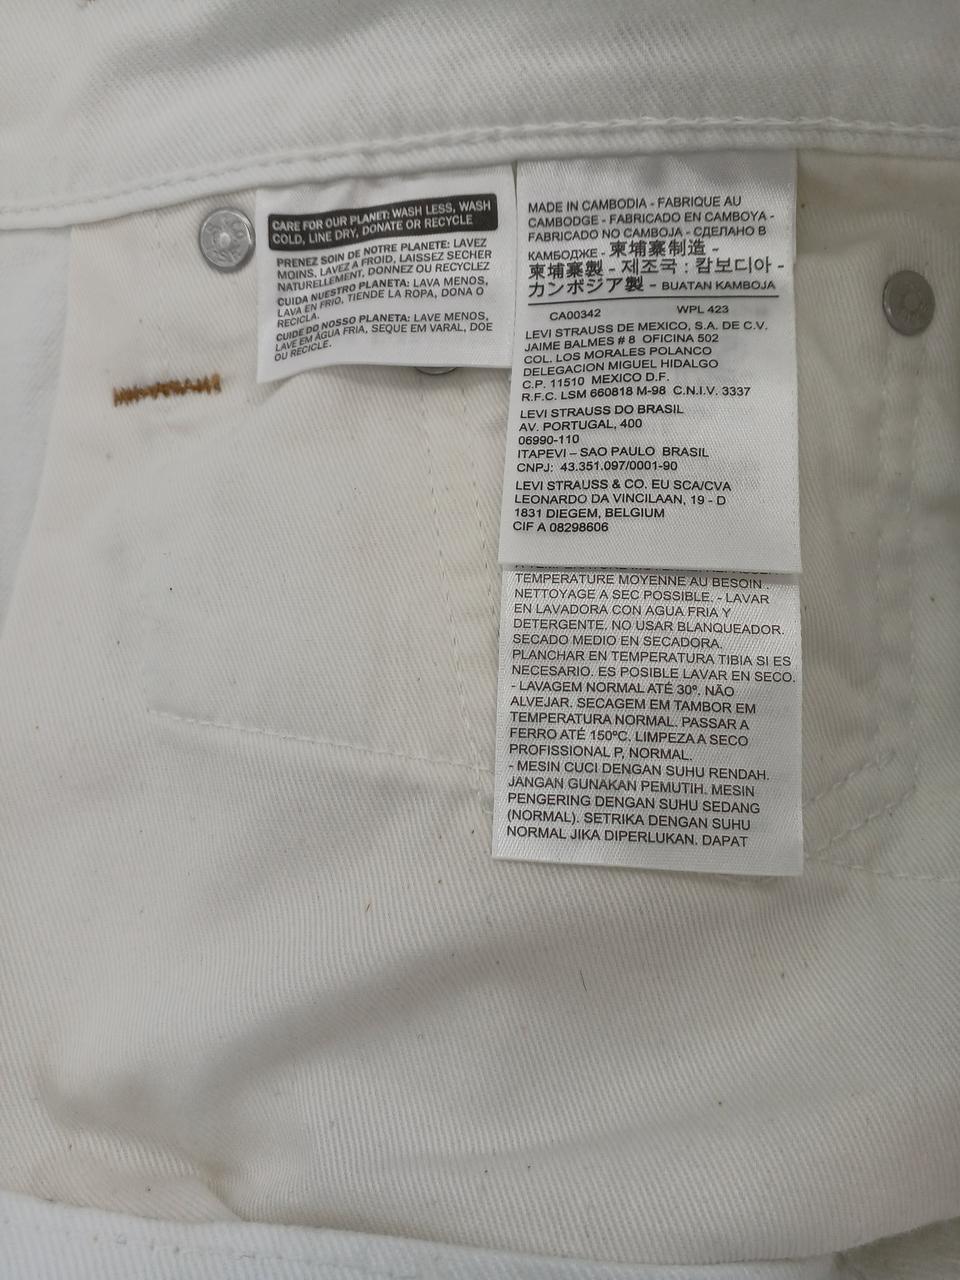 CARE FOR OUR PLANET: WASH LESS, WASH
COLD, LINE DRY, DONATE OR RECYCLE
PRENEZ SOIN DE NOTRE PLANETE: LAVEZ
MOINS, LAVEZ A FROID, LAISSEZ SECHER
NATURELLEMENT, DONNEZ OU RECYCLEZ
CUIDA NUESTRO PLANETA: LAVA MENOS,
LAVA EN FRIO, TIENDE LA ROPA, DONA O
RECICLA.
CUIDE DO NOSSO PLANETA: LAVE MENOS,
LAVE EM ÁGUA FRIA, SEQUE EM VARAL, DOE
OU RECICLE.
MADE IN CAMBODIA - FABRIQUE AU
CAMBODGE - FABRICADO EN CAMBOYA -
FABRICADO NO CAMBOJA - СДЕЛАНО В
КАМБОДЖЕ - 柬埔寨制造 -
柬埔寨製 - 제조국 : 캄보디아 -
カンボジア製 - BUATAN KAMBOJA
CA00342 WPL 423
LEVI STRAUSS DE MEXICO, S.A. DE C.V.
JAIME BALMES # 8 OFICINA 502
COL. LOS MORALES POLANCO
DELEGACION MIGUEL HIDALGO
C.P. 11510 MEXICO D.F.
R.F.C. LSM 660818 M-98 C.N.I.V. 3337
LEVI STRAUSS DO BRASIL
AV. PORTUGAL, 400
06990-110
ITAPEVI – SAO PAULO BRASIL
CNPJ: 43.351.097/0001-90
LEVI STRAUSS & CO. EU SCA/CVA
LEONARDO DA VINCILAAN, 19 - D
1831 DIEGEM, BELGIUM
CIF A 08298606
TEMPERATURE MOYENNE AU BESOIN.
NETTOYAGE A SEC POSSIBLE. - LAVAR
EN LAVADORA CON AGUA FRIA Y
DETERGENTE. NO USAR BLANQUEADOR.
SECADO MEDIO EN SECADORA.
PLANCHAR EN TEMPERATURA TIBIA SI ES
NECESARIO. ES POSIBLE LAVAR EN SECO.
- LAVAGEM NORMAL ATÉ 30º. NÃO
ALVEJAR. SECAGEM EM TAMBOR EM
TEMPERATURA NORMAL. PASSAR A
FERRO ATÉ 150ºC. LIMPEZA A SECO
PROFISSIONAL P, NORMAL.
- MESIN CUCI DENGAN SUHU RENDAH.
JANGAN GUNAKAN PEMUTIH. MESIN
PENGERING DENGAN SUHU SEDANG
(NORMAL). SETRIKA DENGAN SUHU
NORMAL JIKA DIPERLUKAN. DAPAT